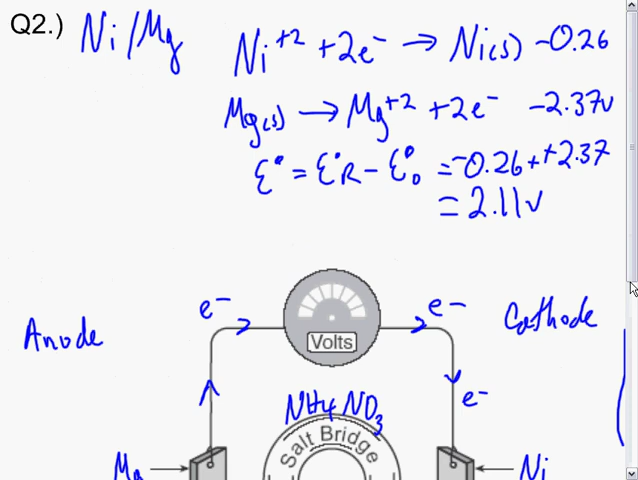 Q2.) Ni/Mg
Ni⁺² + 2e⁻ → Ni(s) -0.26
Mg(s) → Mg⁺² + 2e⁻ -2.37v
Ɛ° = Ɛ°R - Ɛ°O = -0.26 + +2.37
= 2.11v
e⁻ e⁻
Anode Cathode
Volts
e⁻
NH4NO3
Salt Bridge
Mg Ni